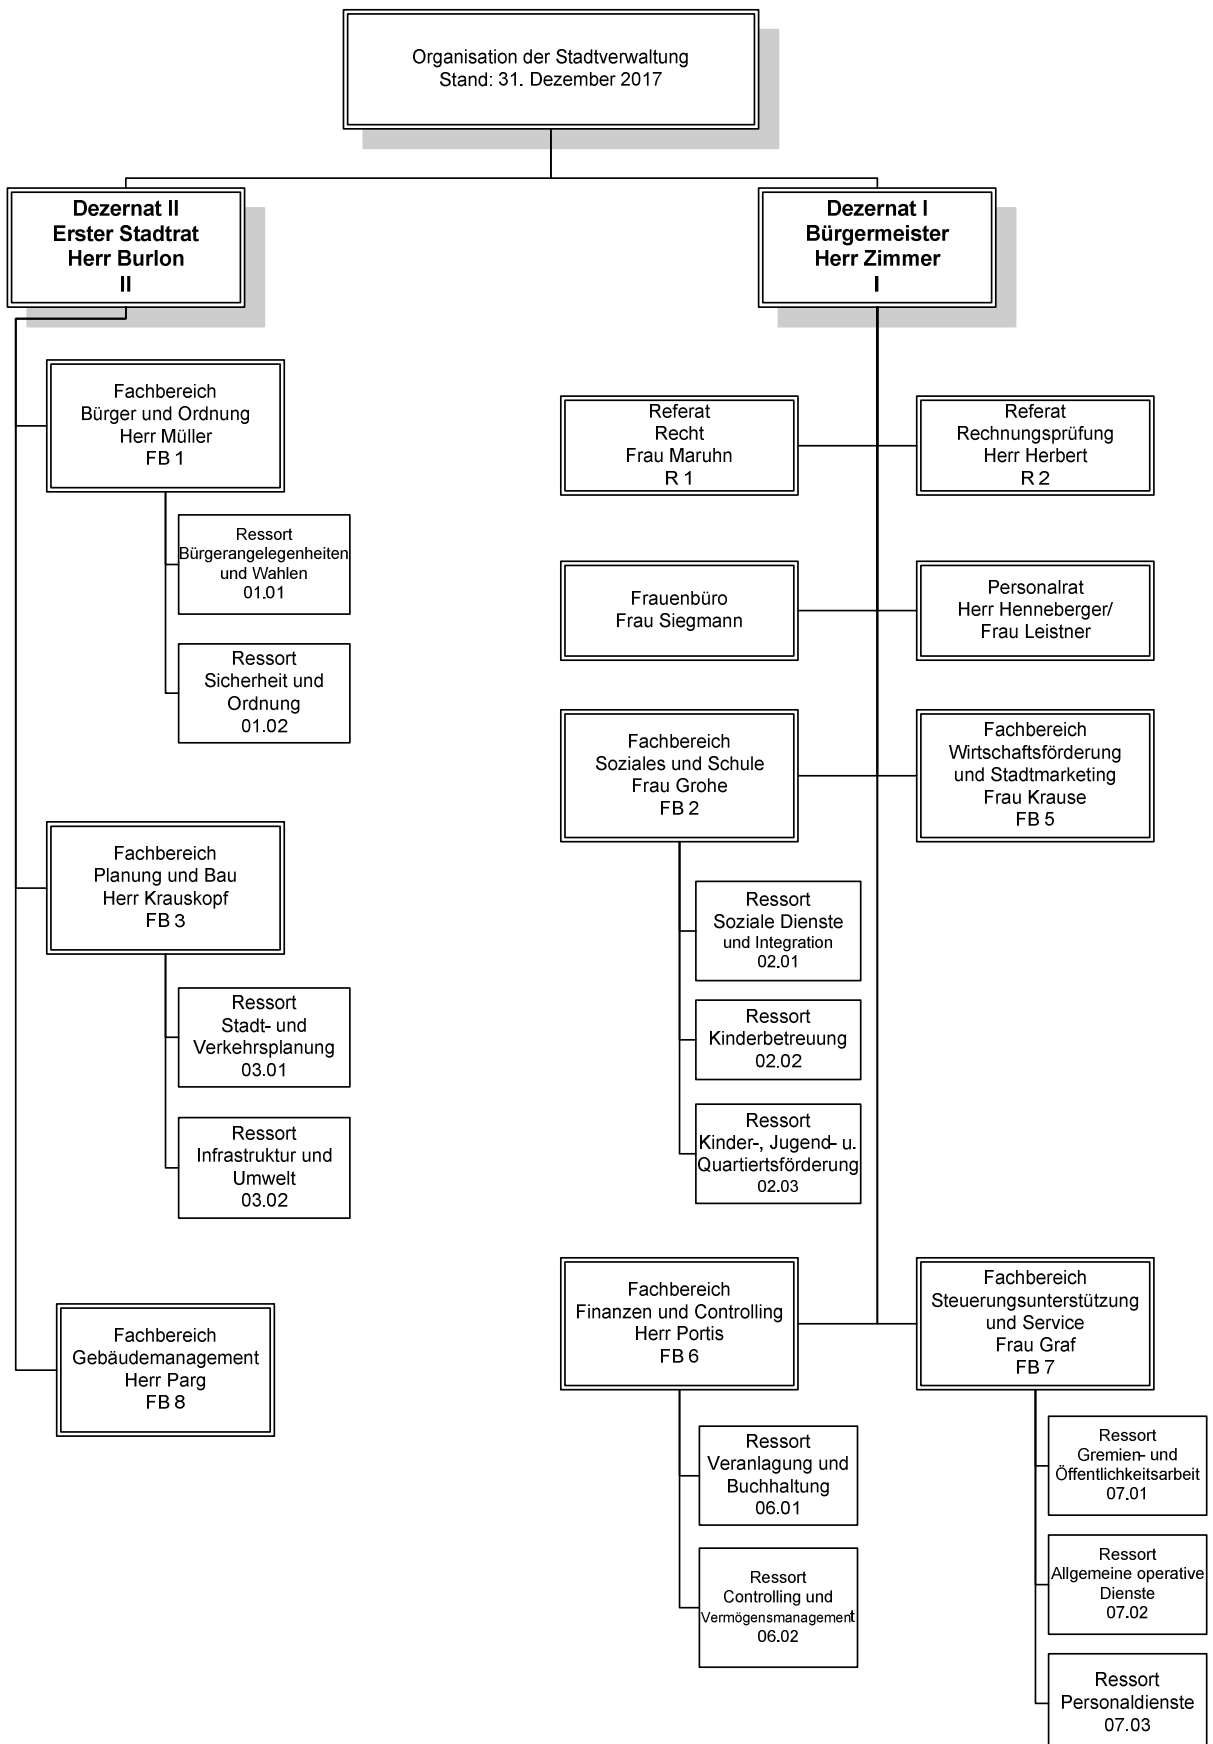 Organisation der Stadtverwaltung
Stand: 31. Dezember 2017
Dezernat II
Erster Stadtrat
Herr Burlon
II
Dezernat I
Bürgermeister
Herr Zimmer
I
Fachbereich
Bürger und Ordnung
Herr Müller
FB 1
Ressort
Bürgerangelegenheiten
und Wahlen
01.01
Ressort
Sicherheit und
Ordnung
01.02
Fachbereich
Planung und Bau
Herr Krauskopf
FB 3
Ressort
Stadt- und
Verkehrsplanung
03.01
Ressort
Infrastruktur und
Umwelt
03.02
Fachbereich
Gebäudemanagement
Herr Parg
FB 8
Referat
Recht
Frau Maruhn
R 1
Referat
Rechnungsprüfung
Herr Herbert
R 2
Frauenbüro
Frau Siegmann
Personalrat
Herr Henneberger/
Frau Leistner
Fachbereich
Soziales und Schule
Frau Grohe
FB 2
Fachbereich
Wirtschaftsförderung
und Stadtmarketing
Frau Krause
FB 5
Ressort
Soziale Dienste
und Integration
02.01
Ressort
Kinderbetreuung
02.02
Ressort
Kinder-, Jugend- u.
Quartiertsförderung
02.03
Fachbereich
Finanzen und Controlling
Herr Portis
FB 6
Fachbereich
Steuerungsunterstützung
und Service
Frau Graf
FB 7
Ressort
Veranlagung und
Buchhaltung
06.01
Ressort
Controlling und
Vermögensmanagement
06.02
Ressort
Gremien- und
Öffentlichkeitsarbeit
07.01
Ressort
Allgemeine operative
Dienste
07.02
Ressort
Personaldienste
07.03